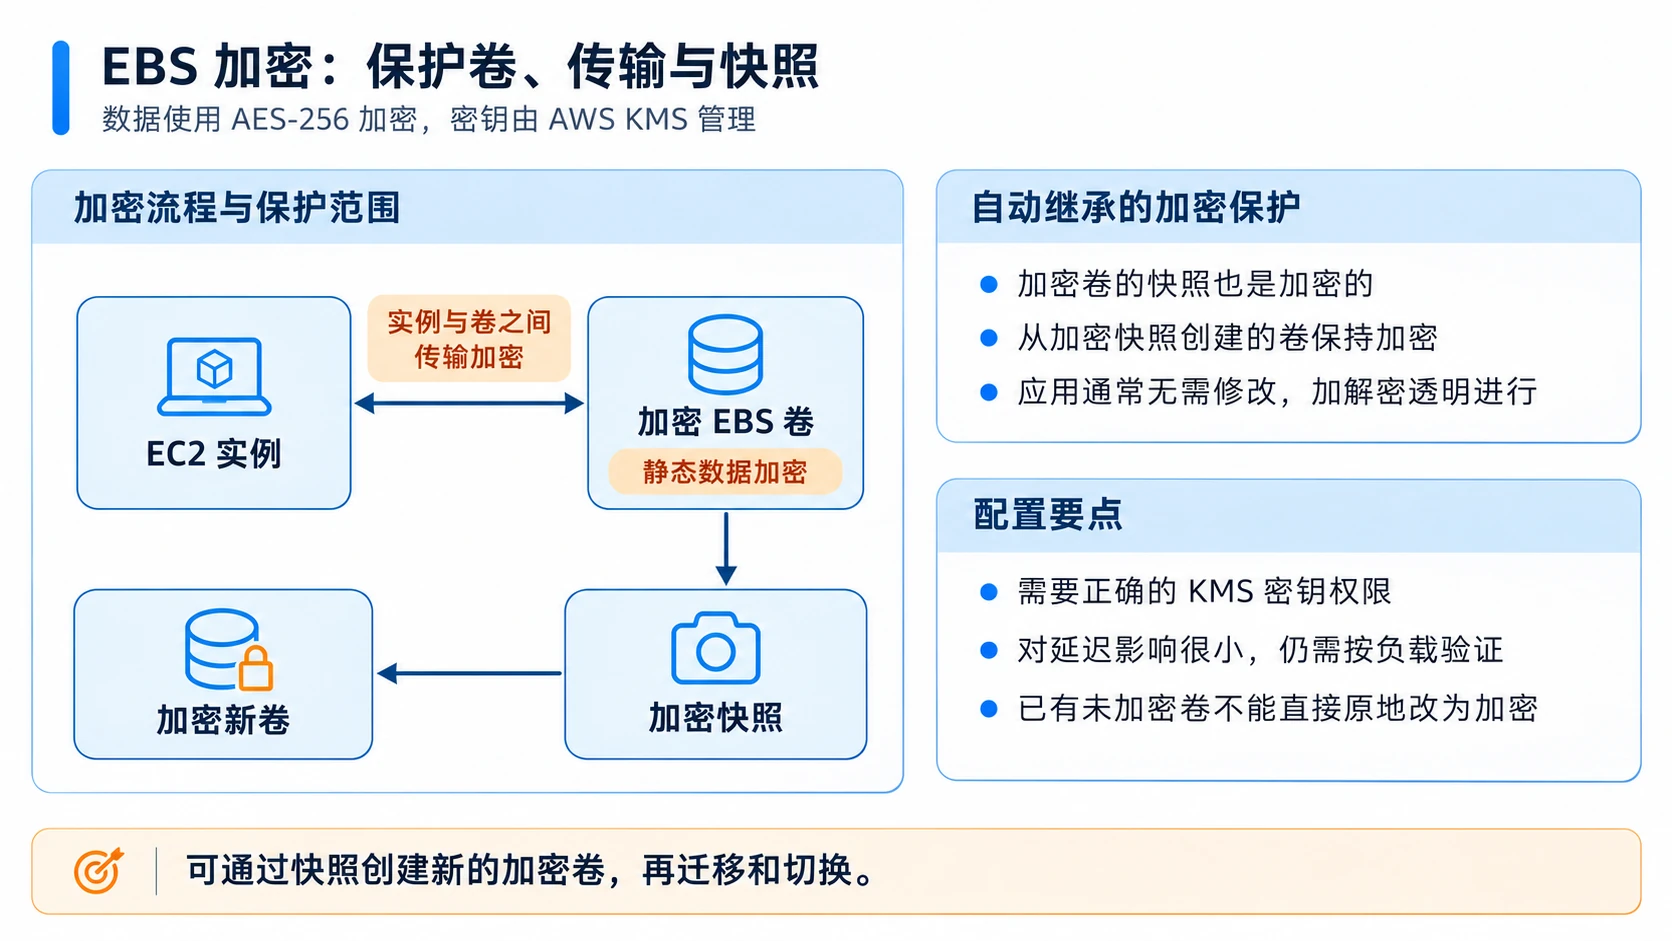 EBS 加密：保护卷、传输与快照
数据使用 AES-256 加密，密钥由 AWS KMS 管理
加密流程与保护范围
EC2 实例
实例与卷之间
传输加密
加密 EBS 卷
静态数据加密
加密新卷
加密快照
自动继承的加密保护
加密卷的快照也是加密的
从加密快照创建的卷保持加密
应用通常无需修改，加解密透明进行
配置要点
需要正确的 KMS 密钥权限
对延迟影响很小，仍需按负载验证
已有未加密卷不能直接原地改为加密
可通过快照创建新的加密卷，再迁移和切换。